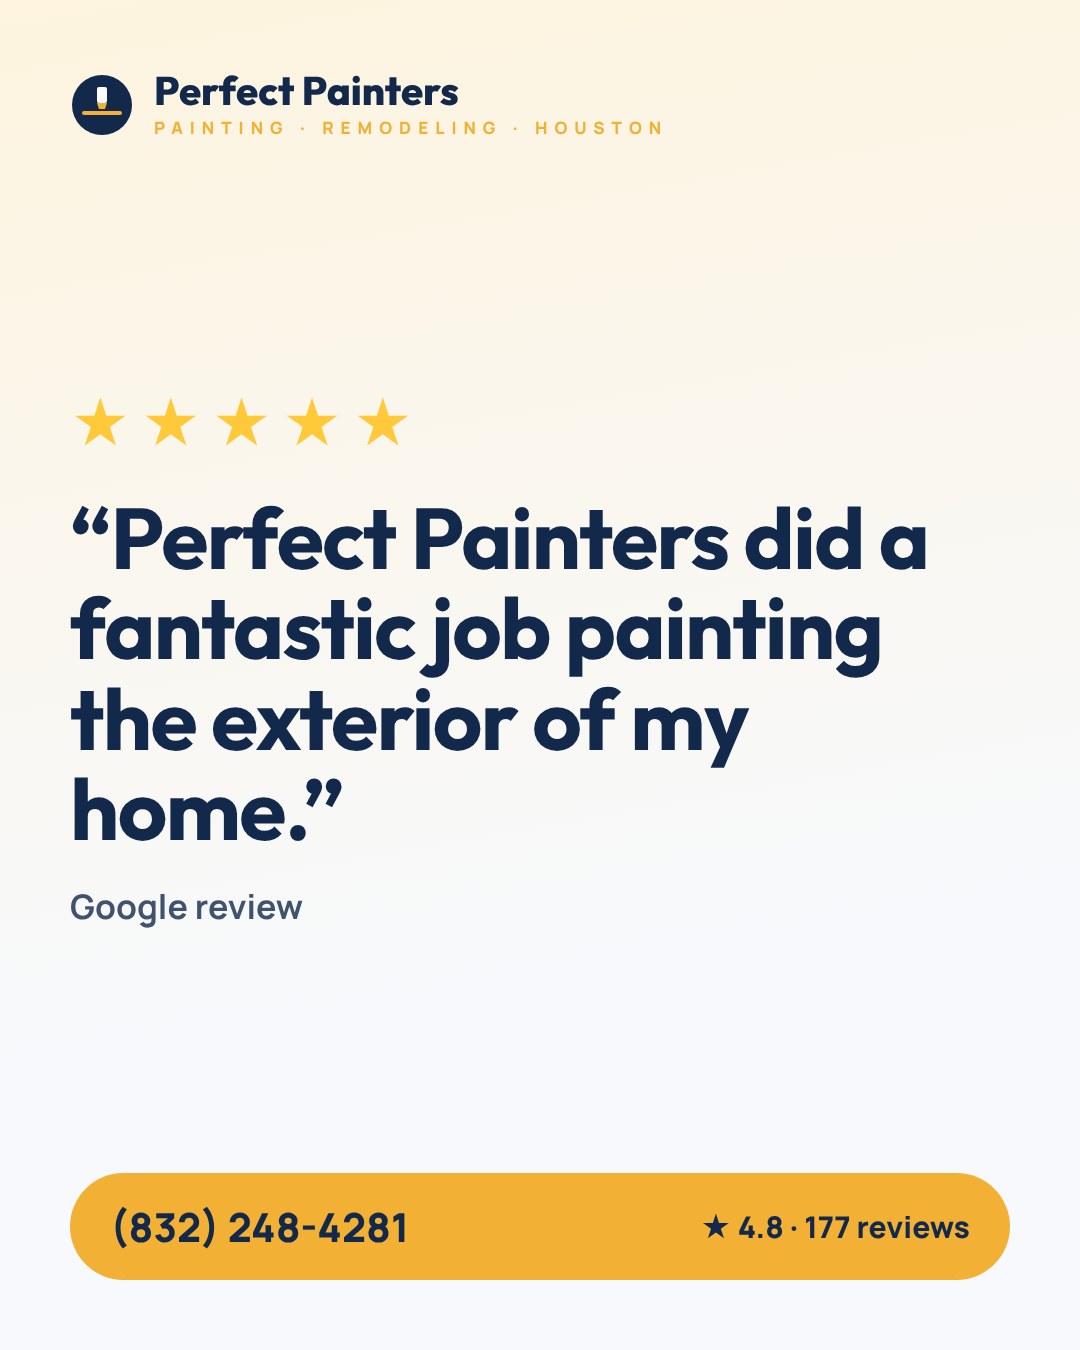 Perfect Painters
PAINTING · REMODELING · HOUSTON
★★★★★
“Perfect Painters did a
fantastic job painting
the exterior of my
home.”
Google review
(832) 248-4281
★ 4.8 · 177 reviews